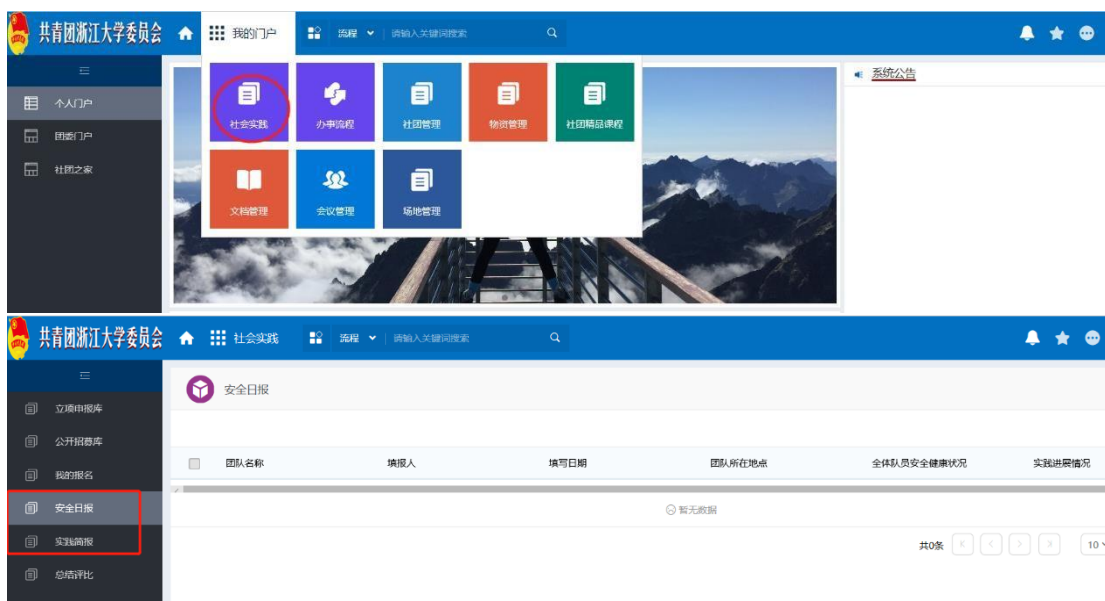 共青团浙江大学委员会 我的门户 流程 请输入关键词搜索
系统公告
个人门户
团委门户
社团之家
社会实践 办事流程 社团管理 物资管理 社团精品课程
文档管理 会议管理 场地管理
共青团浙江大学委员会 社会实践 流程 请输入关键词搜索
安全日报
立项申报库
公开招募库
我的报名
安全日报
实践简报
总结评比
团队名称 填报人 填写日期 团队所在地点 全体队员安全健康状况 实践进展情况
暂无数据
共0条 10